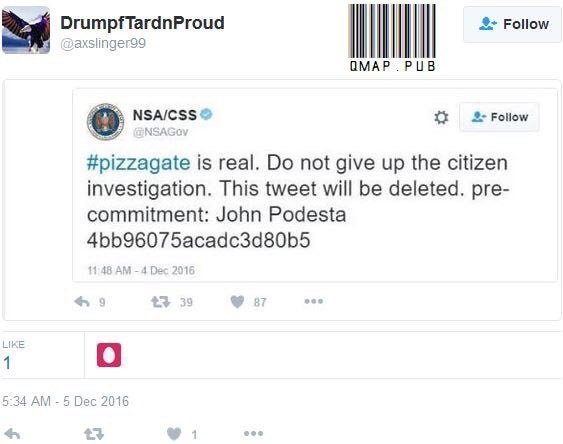 DrumpfTardnProud
@axslinger99
QMAP.PUB
Follow
NSA/CSS
@NSAGov
Follow
#pizzagate is real. Do not give up the citizen
investigation. This tweet will be deleted. pre-
commitment: John Podesta
4bb96075acadc3d80b5
11:48 AM - 4 Dec 2016
9
39
87
LIKE
1
5:34 AM - 5 Dec 2016
1